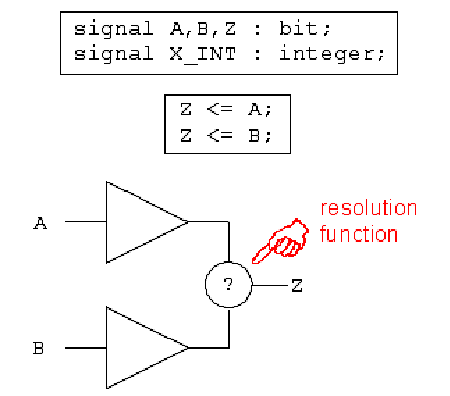 signal A,B,Z : bit;
signal X_INT : integer;
Z <= A;
Z <= B;
A
resolution
function
?
Z
B